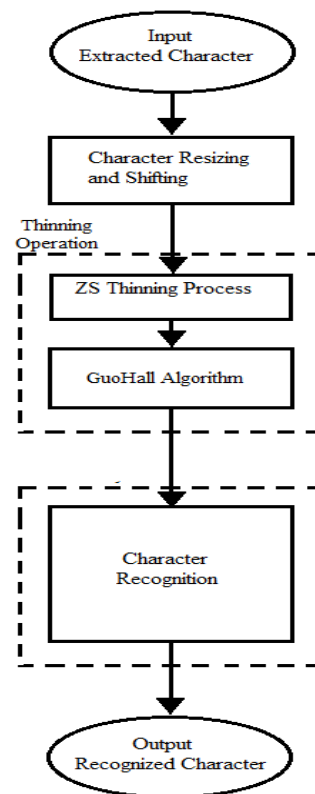 Input
Extracted Character
Character Resizing
and Shifting
Thinning
Operation
ZS Thinning Process
GuoHall Algorithm
Character
Recognition
Output
Recognized Character